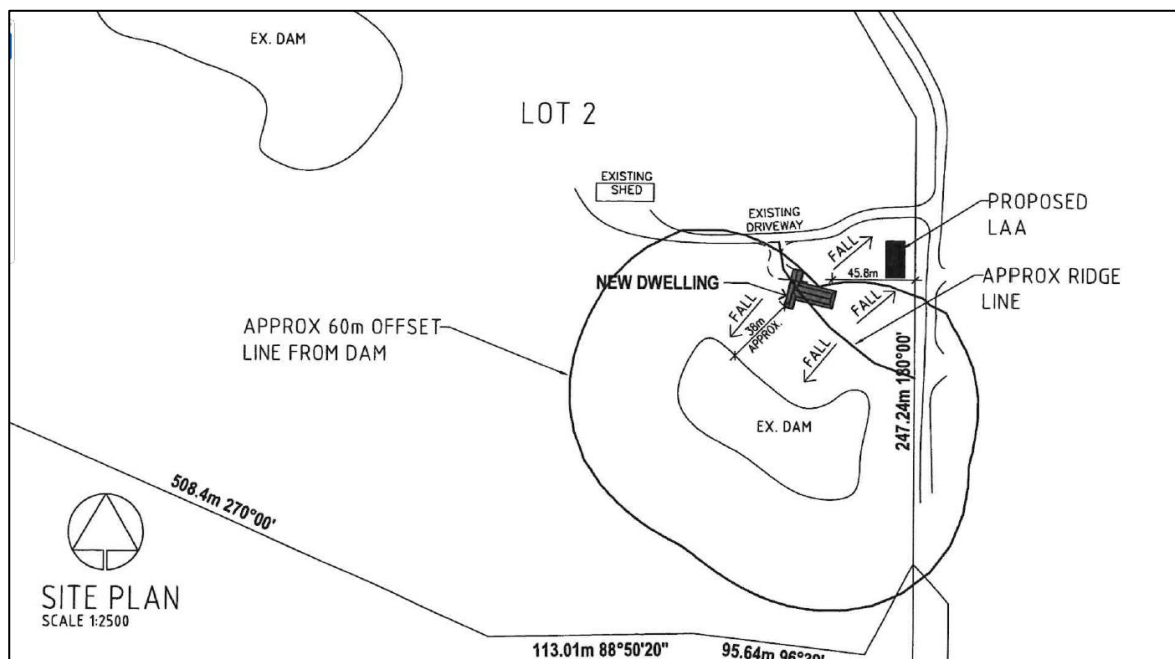 EX. DAM
LOT 2
EXISTING
SHED
EXISTING
DRIVEWAY
PROPOSED
LAA
FALL
45.8m
NEW DWELLING
APPROX RIDGE
LINE
FALL
FALL
38m
APPROX.
FALL
APPROX 60m OFFSET
LINE FROM DAM
247.24m 180°00'
EX. DAM
508.4m 270°00'
SITE PLAN
SCALE 1:2500
113.01m 88°50'20"
95.64m